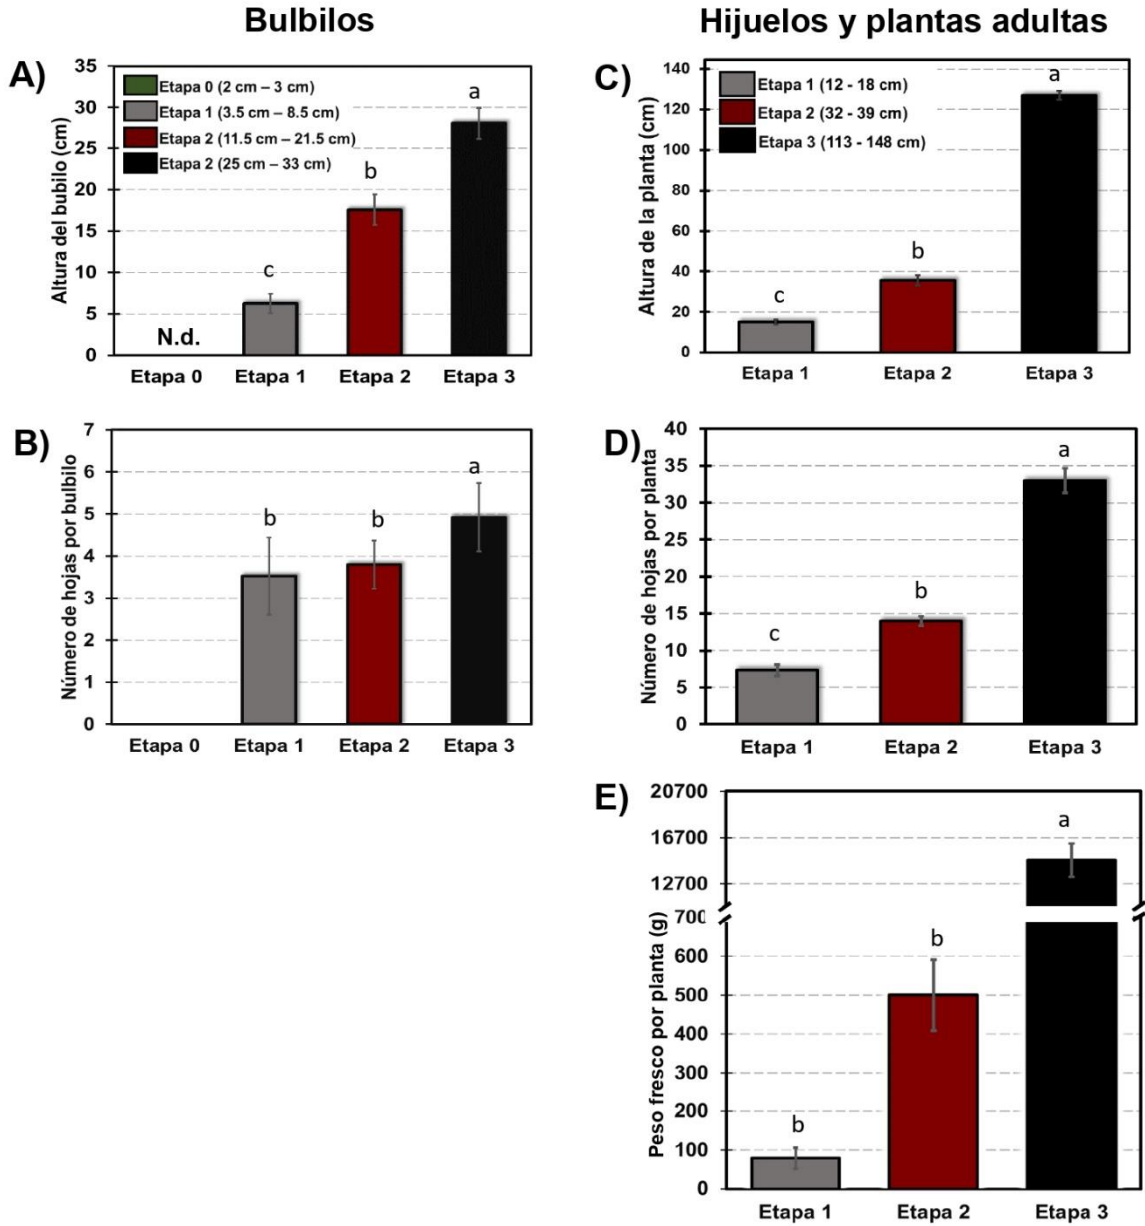 Bulbilos
Hijuelos y plantas adultas
A)
Altura del bubilo (cm)
35
30
25
20
15
10
5
0
Etapa 0 (2 cm – 3 cm)
Etapa 1 (3.5 cm – 8.5 cm)
Etapa 2 (11.5 cm – 21.5 cm)
Etapa 2 (25 cm – 33 cm)
N.d.
c
b
a
Etapa 0 Etapa 1 Etapa 2 Etapa 3
C)
Altura de la planta (cm)
140
120
100
80
60
40
20
0
Etapa 1 (12 - 18 cm)
Etapa 2 (32 - 39 cm)
Etapa 3 (113 - 148 cm)
c
b
a
Etapa 1 Etapa 2 Etapa 3
B)
Número de hojas por bulbilo
7
6
5
4
3
2
1
0
b
b
a
Etapa 0 Etapa 1 Etapa 2 Etapa 3
D)
Número de hojas por planta
40
35
30
25
20
15
10
5
0
c
b
a
Etapa 1 Etapa 2 Etapa 3
E)
Peso fresco por planta (g)
20700
16700
12700
700
600
500
400
300
200
100
0
b
b
a
Etapa 1 Etapa 2 Etapa 3